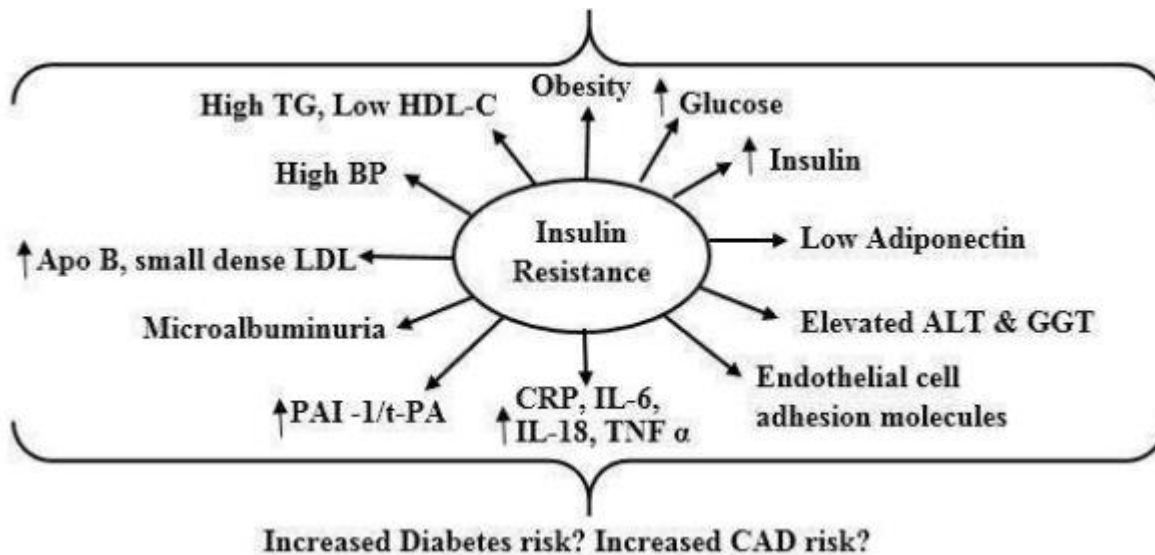 Obesity
↑ Glucose
High TG, Low HDL-C
↑ Insulin
High BP
Insulin
Resistance
Low Adiponectin
↑ Apo B, small dense LDL
Microalbuminuria
Elevated ALT & GGT
Endothelial cell
adhesion molecules
↑ PAI -1/t-PA
CRP, IL-6,
↑ IL-18, TNF α
Increased Diabetes risk? Increased CAD risk?